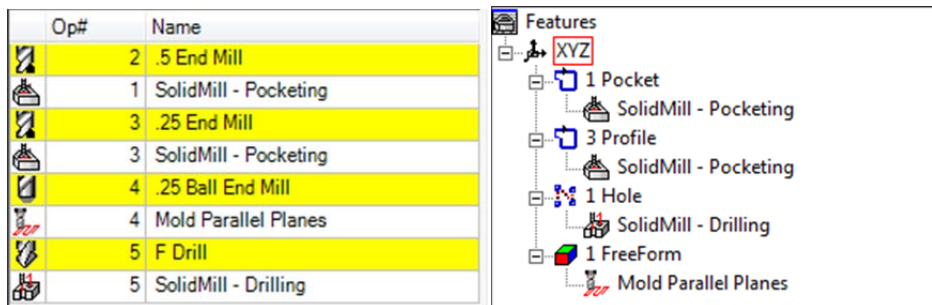 Op# Name
2 .5 End Mill
1 SolidMill - Pocketing
3 .25 End Mill
3 SolidMill - Pocketing
4 .25 Ball End Mill
4 Mold Parallel Planes
5 F Drill
5 SolidMill - Drilling
Features
XYZ
1 Pocket
SolidMill - Pocketing
3 Profile
SolidMill - Pocketing
1 Hole
SolidMill - Drilling
1 FreeForm
Mold Parallel Planes